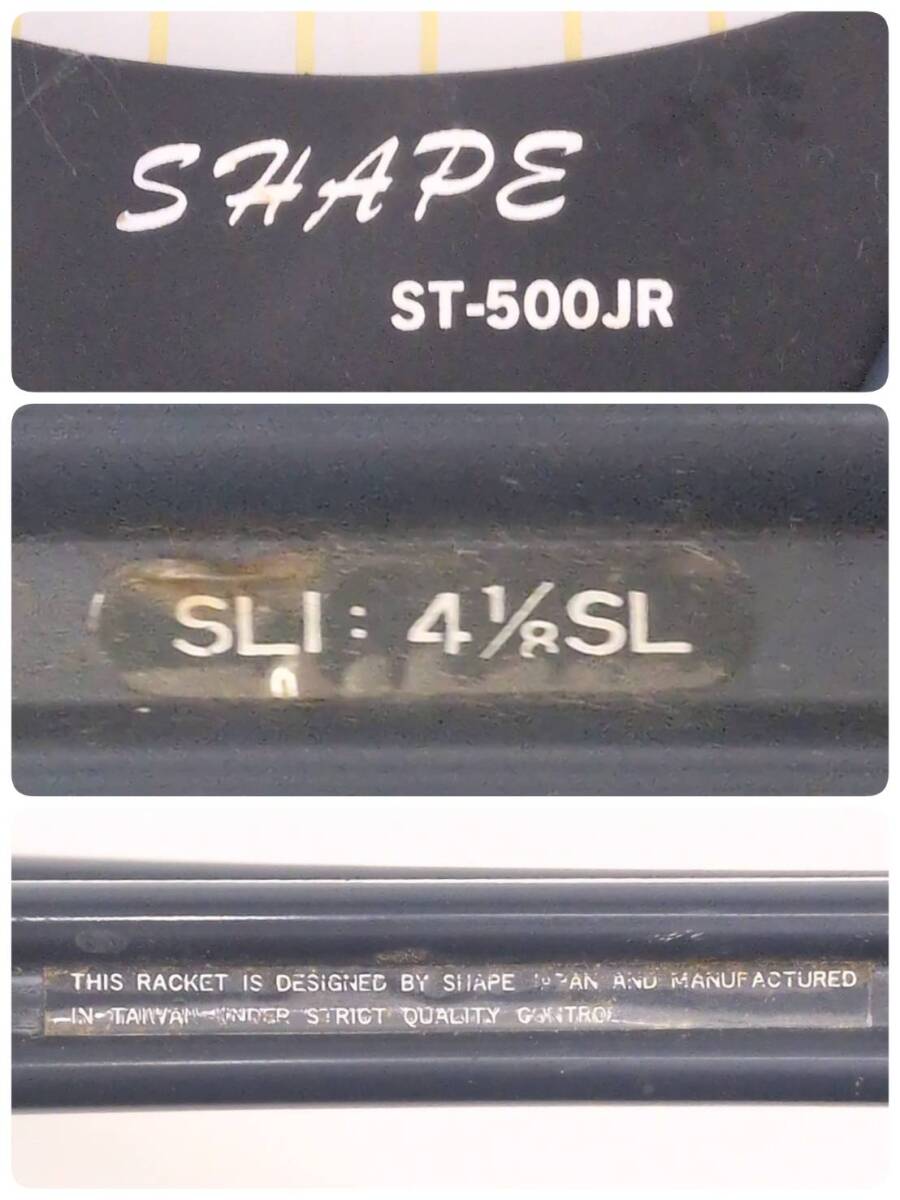 SHAPE
ST-500JR
SL1: 4⅛SL
THIS RACKET IS DESIGNED BY SHAPE JAPAN AND MANUFACTURED
IN TAIWAN UNDER STRICT QUALITY CONTROL